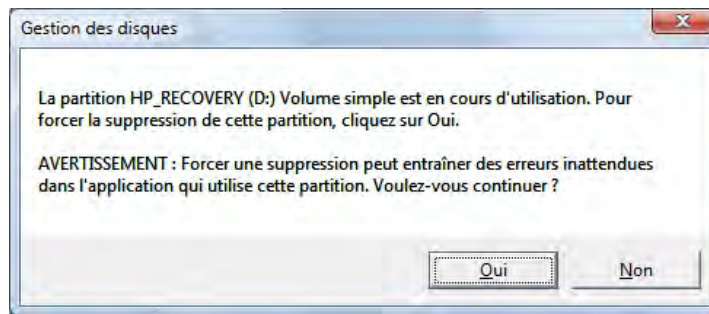 Gestion des disques
La partition HP_RECOVERY (D:) Volume simple est en cours d'utilisation. Pour
forcer la suppression de cette partition, cliquez sur Oui.
AVERTISSEMENT : Forcer une suppression peut entraîner des erreurs inattendues
dans l'application qui utilise cette partition. Voulez-vous continuer ?
Oui Non